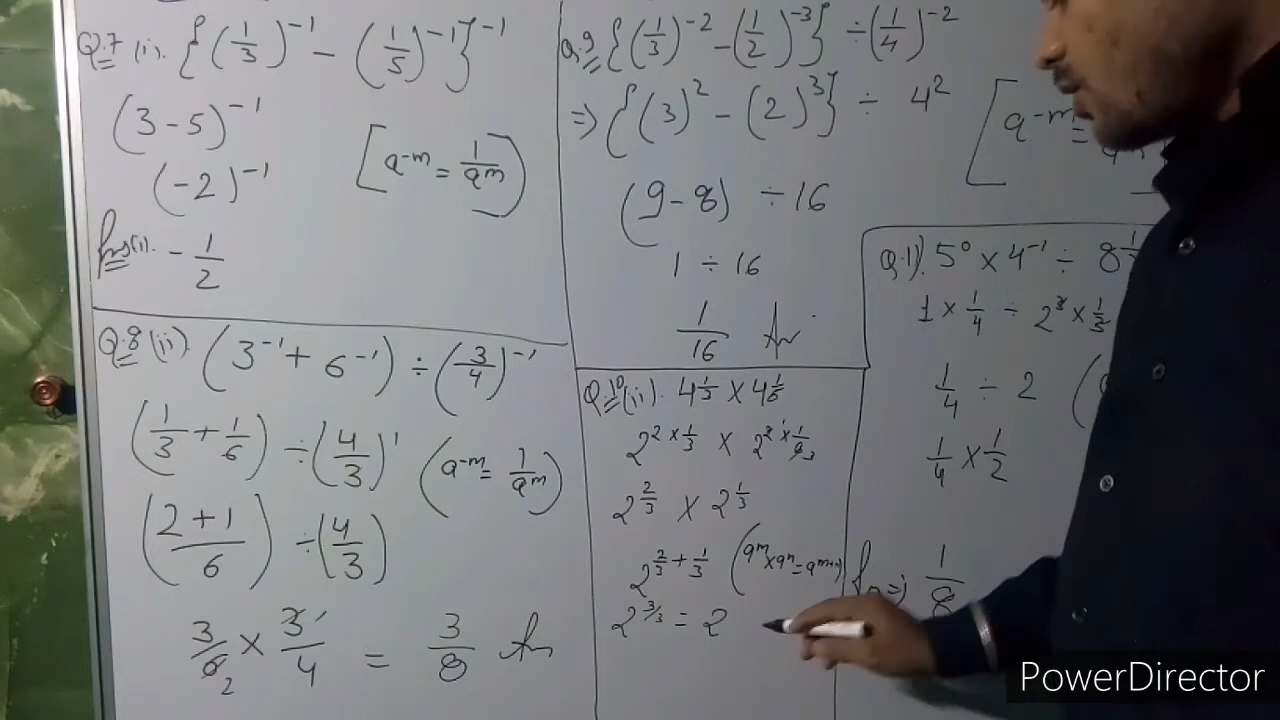 Q.7 (i). {(1/3)^-1 - (1/5)^-1}^-1
(3-5)^-1
(-2)^-1
[a^-m = 1/a^m)
Ans(i). - 1/2
Q.8 (ii) (3^-1 + 6^-1) ÷ (3/4)^-1
(1/3 + 1/6) ÷ (4/3)^1 (a^-m = 1/a^m)
((2+1)/6) ÷ (4/3)
3/6 2 × 3 1/4 = 3/8 An
Q.9 {(1/3)^-2 - (1/2)^-3} ÷ (1/4)^-2
=> {(3)^2 - (2)^3} ÷ 4^2
[a^-m =
(9-8) ÷ 16
1 ÷ 16
1/16 An
Q.10 (ii). 4^1/3 × 4^1/6
2^2×1/3 × 2^2×1/6 3
2^2/3 × 2^1/3
2^2/3+1/3 (a^m × a^n = a^m+n)
2^3/3 = 2
Q.11). 5^0 × 4^-1 ÷ 8^1/
1 × 1/4 ÷ 2^3 × 1/3
1/4 ÷ 2
1/4 × 1/2
=> 1/8
PowerDirector